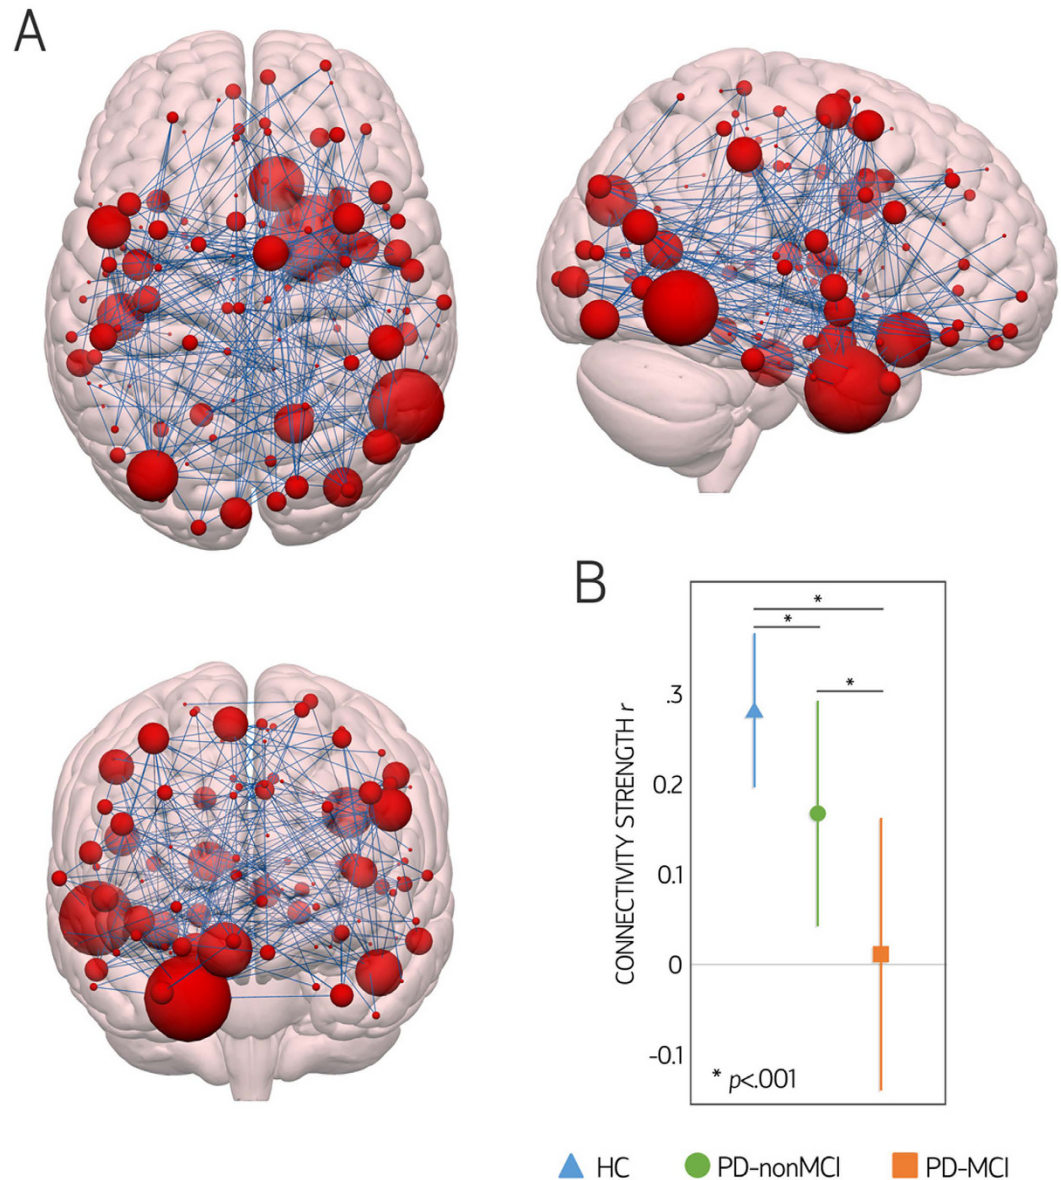 A
B
CONNECTIVITY STRENGTH r
*
*
*
.3
0.2
0.1
0
-0.1
* p<.001
HC
PD-nonMCI
PD-MCI